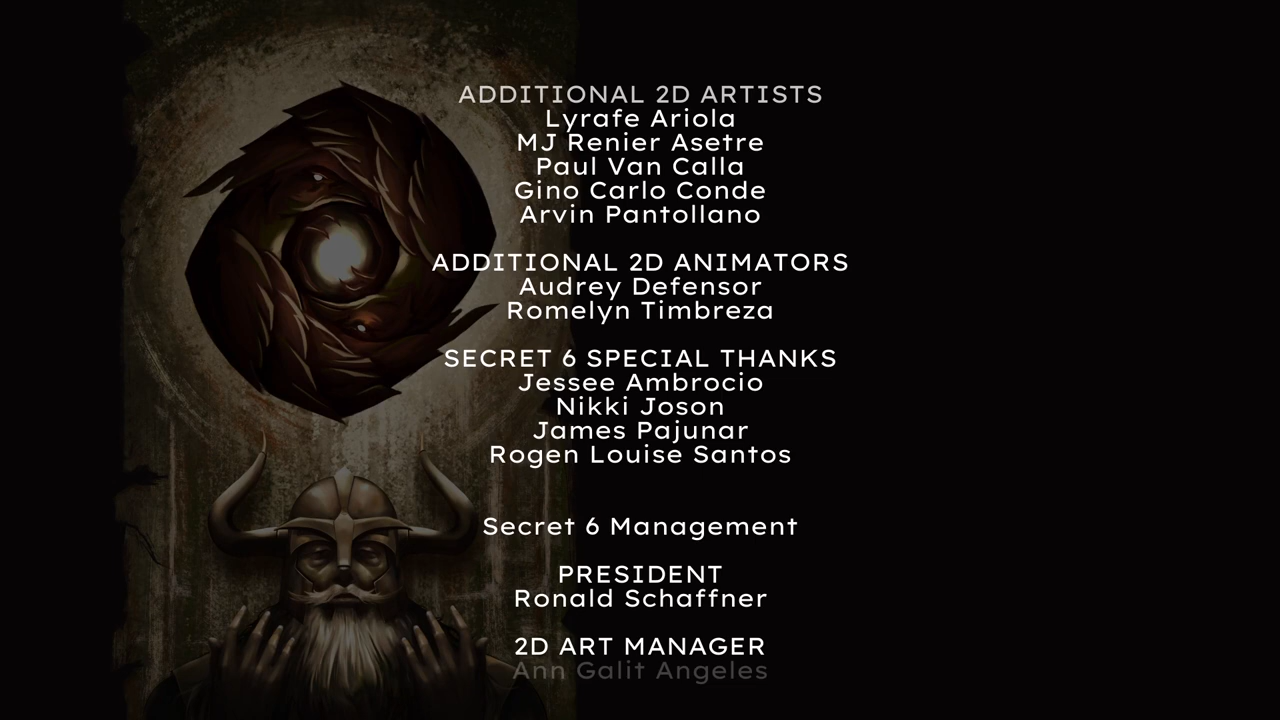 ADDITIONAL 2D ARTISTS
Lyrafe Ariola
MJ Renier Asetre
Paul Van Calla
Gino Carlo Conde
Arvin Pantollano
ADDITIONAL 2D ANIMATORS
Audrey Defensor
Romelyn Timbreza
SECRET 6 SPECIAL THANKS
Jessee Ambrocio
Nikki Joson
James Pajunar
Rogen Louise Santos
Secret 6 Management
PRESIDENT
Ronald Schaffner
2D ART MANAGER
Ann Galit Angeles